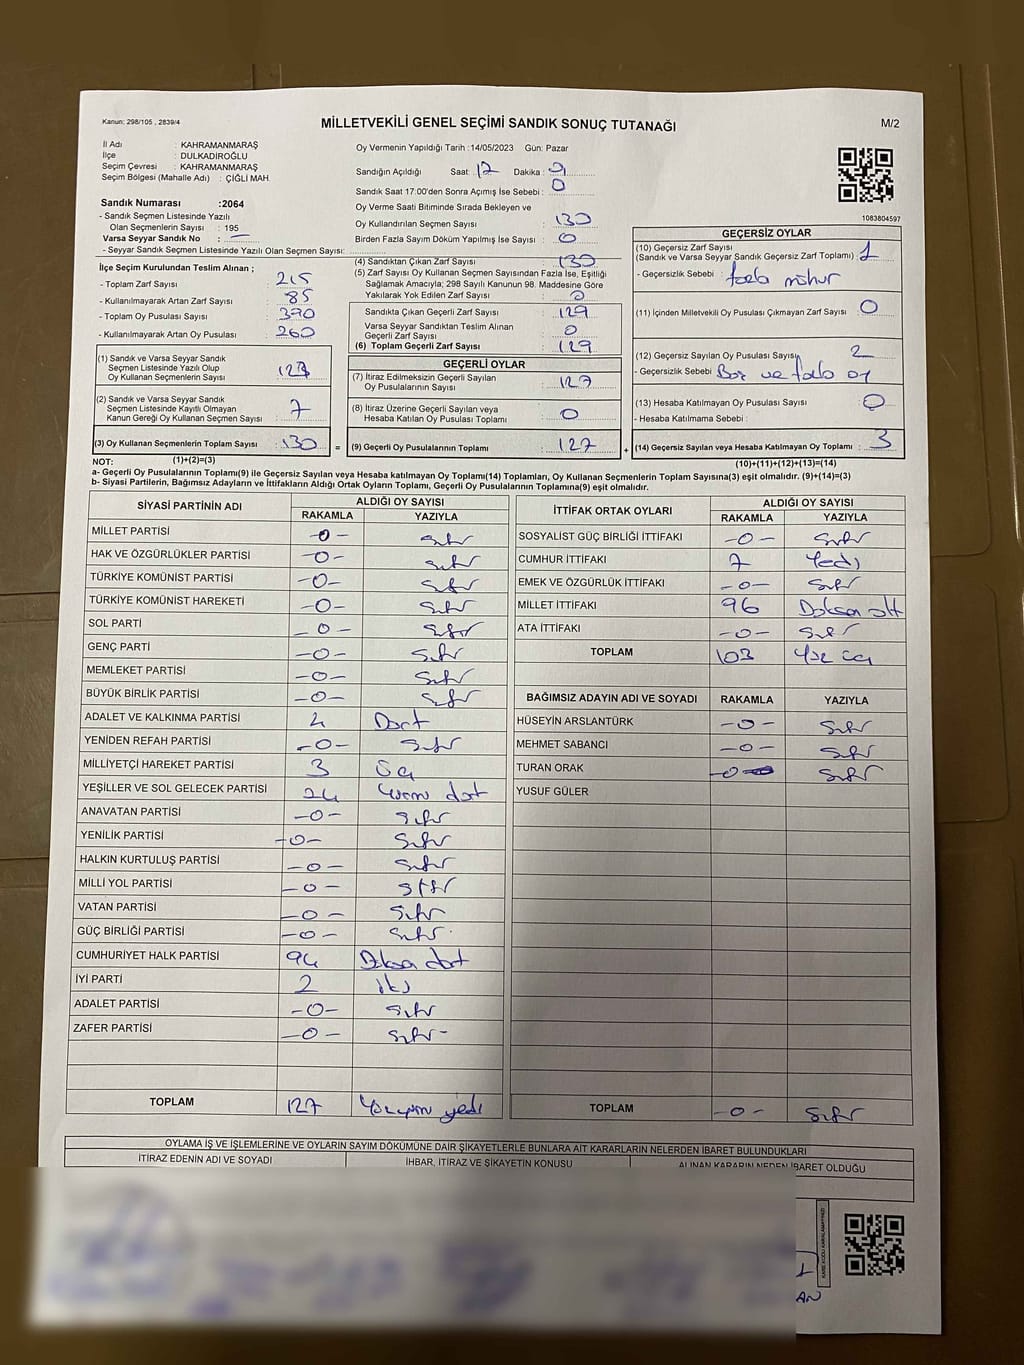 Kanun: 298/105 , 2839/4
MİLLETVEKİLİ GENEL SEÇİMİ SANDIK SONUÇ TUTANAĞI
M/2
İl Adı : KAHRAMANMARAŞ
İlçe : DULKADİROĞLU
Seçim Çevresi : KAHRAMANMARAŞ
Seçim Bölgesi (Mahalle Adı) : ÇİĞLİ MAH.
Sandık Numarası :2064
- Sandık Seçmen Listesinde Yazılı
Olan Seçmenlerin Sayısı : 195
Varsa Seyyar Sandık No : —
- Seyyar Sandık Seçmen Listesinde Yazılı Olan Seçmen Sayısı:
İlçe Seçim Kurulundan Teslim Alınan ;
- Toplam Zarf Sayısı : 215
- Kullanılmayarak Artan Zarf Sayısı : 85
- Toplam Oy Pusulası Sayısı : 390
- Kullanılmayarak Artan Oy Pusulası : 260
(1) Sandık ve Varsa Seyyar Sandık
Seçmen Listesinde Yazılı Olup
Oy Kullanan Seçmenlerin Sayısı : 123
(2) Sandık ve Varsa Seyyar Sandık
Seçmen Listesinde Kayıtlı Olmayan
Kanun Gereği Oy Kullanan Seçmen Sayısı : 7
(3) Oy Kullanan Seçmenlerin Toplam Sayısı : 130
(1)+(2)=(3)
Oy Vermenin Yapıldığı Tarih :14/05/2023 Gün: Pazar
Sandığın Açıldığı Saat : 17 Dakika :
Sandık Saat 17:00'den Sonra Açımış İse Sebebi : 0
Oy Verme Saati Bitiminde Sırada Bekleyen ve
Oy Kullandırılan Seçmen Sayısı : 130
Birden Fazla Sayım Döküm Yapılmış İse Sayısı : 0
(4) Sandıktan Çıkan Zarf Sayısı : 130
(5) Zarf Sayısı Oy Kullanan Seçmen Sayısından Fazla İse, Eşitliği
Sağlamak Amacıyla; 298 Sayılı Kanunun 98. Maddesine Göre
Yakılarak Yok Edilen Zarf Sayısı : 0
Sandıkta Çıkan Geçerli Zarf Sayısı : 129
Varsa Seyyar Sandıktan Teslim Alınan
Geçerli Zarf Sayısı : 0
(6) Toplam Geçerli Zarf Sayısı : 129
GEÇERLİ OYLAR
(7) İtiraz Edilmeksizin Geçerli Sayılan
Oy Pusulalarının Sayısı : 127
(8) İtiraz Üzerine Geçerli Sayılan veya
Hesaba Katılan Oy Pusulası Toplamı : 0
= (9) Geçerli Oy Pusulalarının Toplamı : 127
1083804597
GEÇERSİZ OYLAR
(10) Geçersiz Zarf Sayısı
(Sandık ve Varsa Seyyar Sandık Geçersiz Zarf Toplamı) : 1
- Geçersizlik Sebebi : fazla mühür
(11) İçinden Milletvekili Oy Pusulası Çıkmayan Zarf Sayısı : 0
(12) Geçersiz Sayılan Oy Pusulası Sayısı : 2
- Geçersizlik Sebebi : Boş ve fazla oy
(13) Hesaba Katılmayan Oy Pusulası Sayısı : 0
- Hesaba Katılmama Sebebi :
+ (14) Geçersiz Sayılan veya Hesaba Katılmayan Oy Toplamı : 3
(10)+(11)+(12)+(13)=(14)
NOT:
a- Geçerli Oy Pusulalarının Toplamı(9) ile Geçersiz Sayılan veya Hesaba katılmayan Oy Toplamı(14) Toplamları, Oy Kullanan Seçmenlerin Toplam Sayısına(3) eşit olmalıdır. (9)+(14)=(3)
b- Siyasi Partilerin, Bağımsız Adayların ve İttifakların Aldığı Ortak Oyların Toplamı, Geçerli Oy Pusulalarının Toplamına(9) eşit olmalıdır.
SİYASİ PARTİNİN ADI ALDIĞI OY SAYISI
RAKAMLA YAZIYLA
MİLLET PARTİSİ -0- sıfır
HAK VE ÖZGÜRLÜKLER PARTİSİ -0- sıfır
TÜRKİYE KOMÜNİST PARTİSİ -0- sıfır
TÜRKİYE KOMÜNİST HAREKETİ -0- sıfır
SOL PARTİ -0- sıfır
GENÇ PARTİ -0- sıfır
MEMLEKET PARTİSİ -0- sıfır
BÜYÜK BİRLİK PARTİSİ -0- sıfır
ADALET VE KALKINMA PARTİSİ 4 Dört
YENİDEN REFAH PARTİSİ -0- sıfır
MİLLİYETÇİ HAREKET PARTİSİ 3 üç
YEŞİLLER VE SOL GELECEK PARTİSİ 24 Yirmi dört
ANAVATAN PARTİSİ -0- sıfır
YENİLİK PARTİSİ -0- sıfır
HALKIN KURTULUŞ PARTİSİ -0- sıfır
MİLLİ YOL PARTİSİ -0- sıfır
VATAN PARTİSİ -0- sıfır
GÜÇ BİRLİĞİ PARTİSİ -0- sıfır
CUMHURİYET HALK PARTİSİ 94 Doksan dört
İYİ PARTİ 2 iki
ADALET PARTİSİ -0- sıfır
ZAFER PARTİSİ -0- sıfır
TOPLAM 127 Yüzyirmi yedi
İTTİFAK ORTAK OYLARI ALDIĞI OY SAYISI
RAKAMLA YAZIYLA
SOSYALİST GÜÇ BİRLİĞİ İTTİFAKI -0- sıfır
CUMHUR İTTİFAKI 7 Yedi
EMEK VE ÖZGÜRLÜK İTTİFAKI -0- sıfır
MİLLET İTTİFAKI 96 Doksan altı
ATA İTTİFAKI -0- sıfır
TOPLAM 103 Yüz üç
BAĞIMSIZ ADAYIN ADI VE SOYADI RAKAMLA YAZIYLA
HÜSEYİN ARSLANTÜRK -0- sıfır
MEHMET SABANCI -0- sıfır
TURAN ORAK -0- sıfır
YUSUF GÜLER
TOPLAM -0- sıfır
OYLAMA İŞ VE İŞLEMLERİNE VE OYLARIN SAYIM DÖKÜMÜNE DAİR ŞİKAYETLERLE BUNLARA AİT KARARLARIN NELERDEN İBARET BULUNDUKLARI
İTİRAZ EDENİN ADI VE SOYADI İHBAR, İTİRAZ VE ŞİKAYETİN KONUSU ALINAN KARARIN NEDEN İBARET OLDUĞU